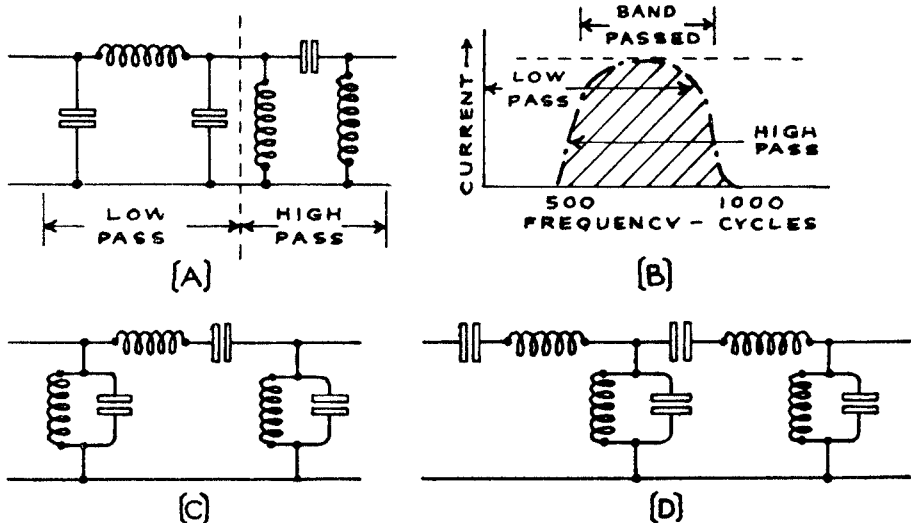 LOW
PASS
HIGH
PASS
[A]
BAND
PASSED
CURRENT
LOW
PASS
HIGH
PASS
500 1000
FREQUENCY - CYCLES
[B]
[C]
[D]